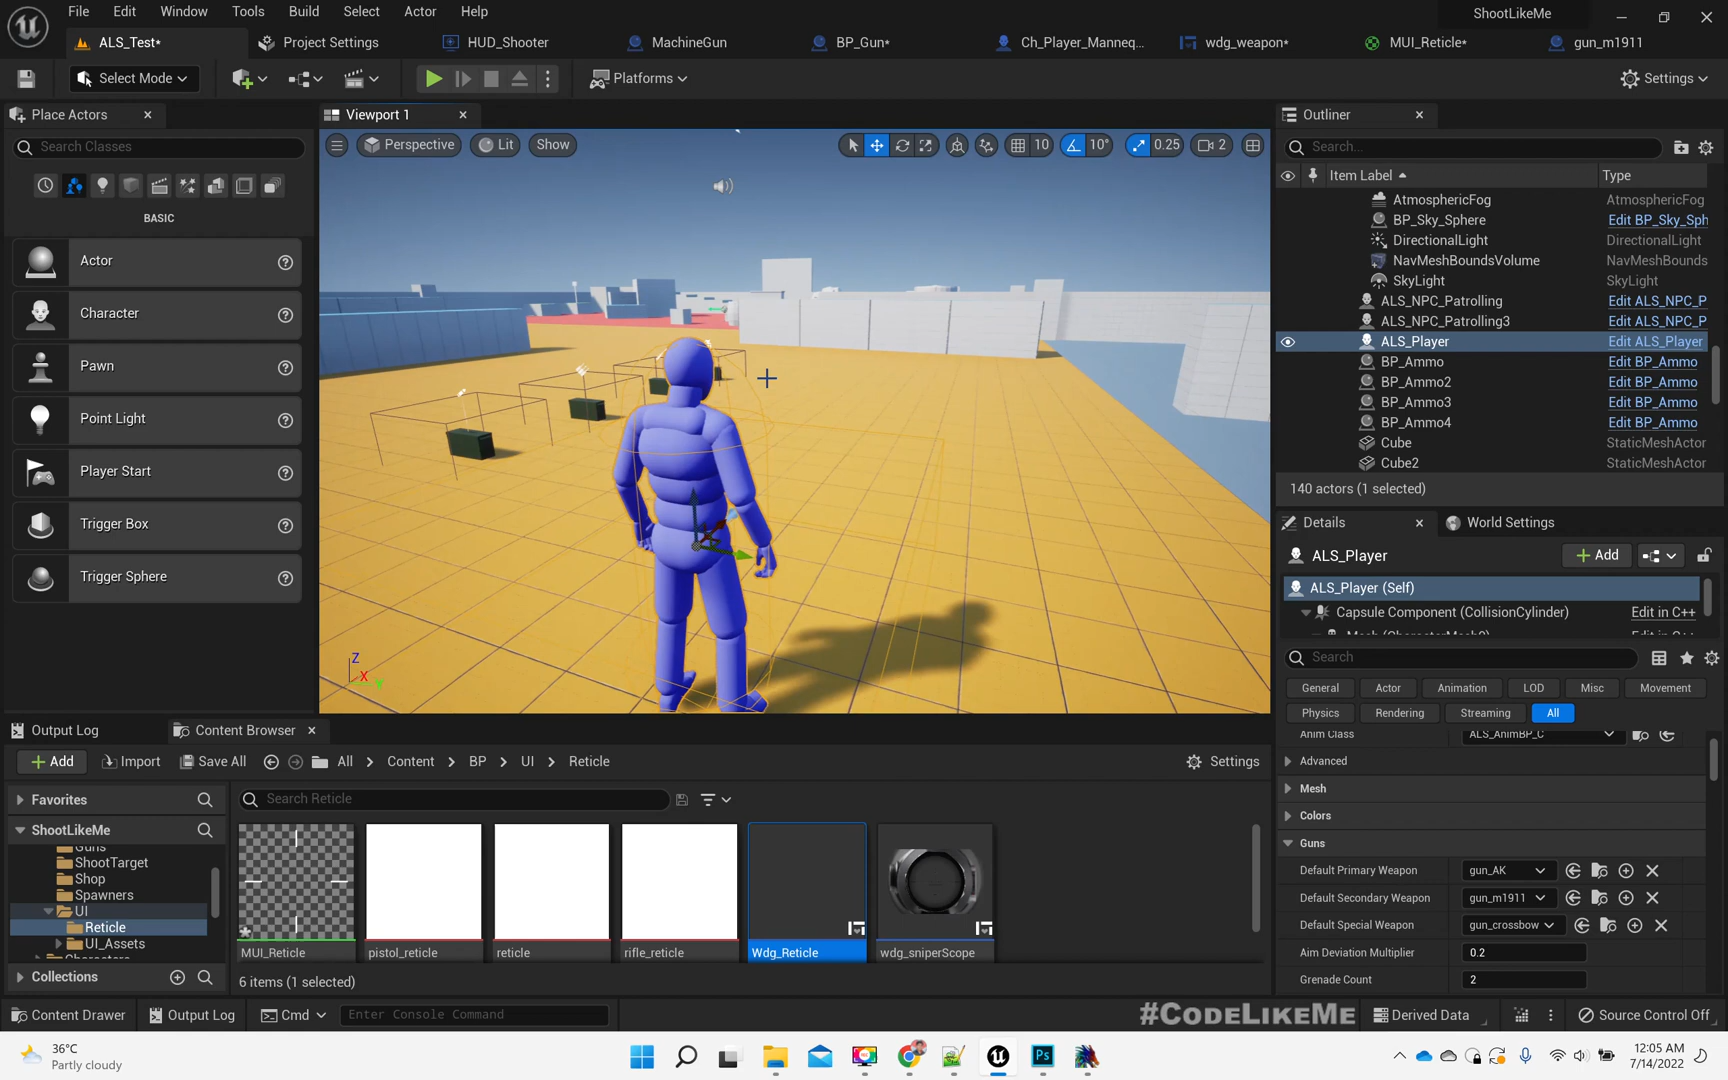 File Edit Window Tools Build Select Actor Help
ShootLikeMe
ALS_Test*
Project Settings
HUD_Shooter
MachineGun
BP_Gun*
Ch_Player_Manneq...
wdg_weapon*
MUI_Reticle*
gun_m1911
Select Mode
Platforms
Settings
Place Actors
Viewport 1
Outliner
Search Classes
Perspective
Lit
Show
10
10°
0.25
2
Search...
Item Label
Type
BASIC
AtmosphericFog AtmosphericFog
BP_Sky_Sphere Edit BP_Sky_Sph
DirectionalLight DirectionalLight
NavMeshBoundsVolume NavMeshBounds
SkyLight SkyLight
ALS_NPC_Patrolling Edit ALS_NPC_P
ALS_NPC_Patrolling3 Edit ALS_NPC_P
ALS_Player Edit ALS_Player
BP_Ammo Edit BP_Ammo
BP_Ammo2 Edit BP_Ammo
BP_Ammo3 Edit BP_Ammo
BP_Ammo4 Edit BP_Ammo
Cube StaticMeshActor
Cube2 StaticMeshActor
140 actors (1 selected)
Actor
Character
Pawn
Point Light
Player Start
Trigger Box
Trigger Sphere
Z
X
Y
Details
World Settings
ALS_Player
Add
ALS_Player (Self)
Capsule Component (CollisionCylinder) Edit in C++
Search
General Actor Animation LOD Misc Movement
Physics Rendering Streaming All
Anim Class ALS_AnimBP_C
Advanced
Mesh
Colors
Guns
Default Primary Weapon gun_AK
Default Secondary Weapon gun_m1911
Default Special Weapon gun_crossbow
Aim Deviation Multiplier 0.2
Grenade Count 2
Output Log
Content Browser
Add
Import
Save All
All
Content
BP
UI
Reticle
Settings
Favorites
ShootLikeMe
Guns
ShootTarget
Shop
Spawners
UI
Reticle
UI_Assets
Characters
Collections
Search Reticle
MUI_Reticle
pistol_reticle
reticle
rifle_reticle
Wdg_Reticle
wdg_sniperScope
6 items (1 selected)
Content Drawer
Output Log
Cmd
Enter Console Command
#CODELIKEME
Derived Data
Source Control Off
36°C
Partly cloudy
Ps
12:05 AM
7/14/2022